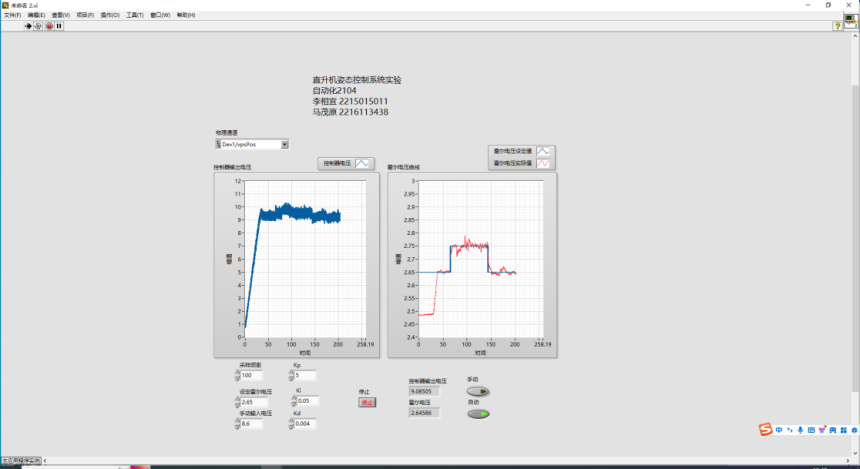 未命名 2.vi
文件(F) 编辑(E) 查看(V) 项目(P) 操作(O) 工具(T) 窗口(W) 帮助(H)
直升机姿态控制系统实验
自动化2104
李相宜 2215015011
马茂原 2216113438
物理通道
Dev1/vpsPos
控制器输出电压
控制器电压
霍尔电压曲线
霍尔电压设定值
霍尔电压实际值
12
11
10
9
8
7
6
5
4
3
2
1
0
幅值
0 50 100 150 200 258.19
时间
3
2.95
2.9
2.85
2.8
2.75
2.7
2.65
2.6
2.55
2.5
2.45
2.4
幅值
0 50 100 150 200 258.19
时间
采样频率
100
Kp
5
设定霍尔电压
2.65
Ki
0.05
手动输入电压
8.6
Kd
0.004
停止
停止
控制器输出电压
9.08505
霍尔电压
2.64586
手动
自动
中